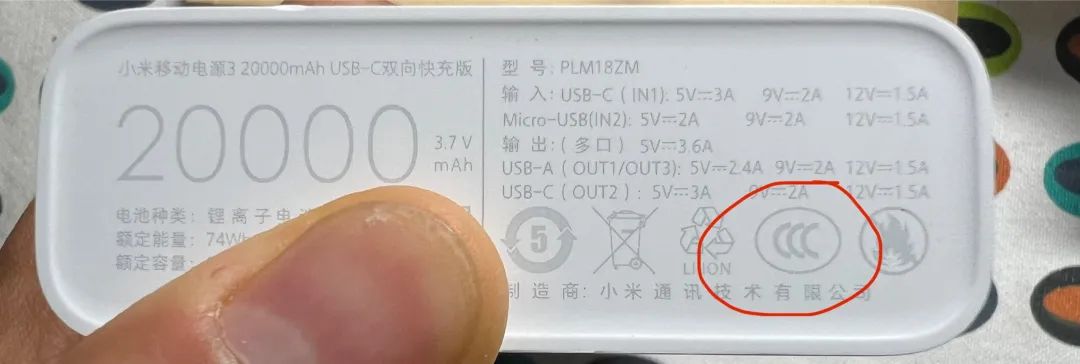 小米移动电源3 20000mAh USB-C双向快充版
20000
3.7 V
mAh
电池种类: 锂离子电
额定能量: 74Wh
额定容量:
型 号: PLM18ZM
输入: USB-C ( IN1): 5V⎓3A 9V⎓2A 12V⎓1.5A
Micro-USB(IN2): 5V⎓2A 9V⎓2A 12V⎓1.5A
输出: ( 多口 ) 5V⎓3.6A
USB-A ( OUT1/OUT3): 5V⎓2.4A 9V⎓2A 12V⎓1.5A
USB-C ( OUT2 ) : 5V⎓3A 9V⎓2A 12V⎓1.5A
5
LI-ION
CCC
制造商: 小米通讯技术有限公司